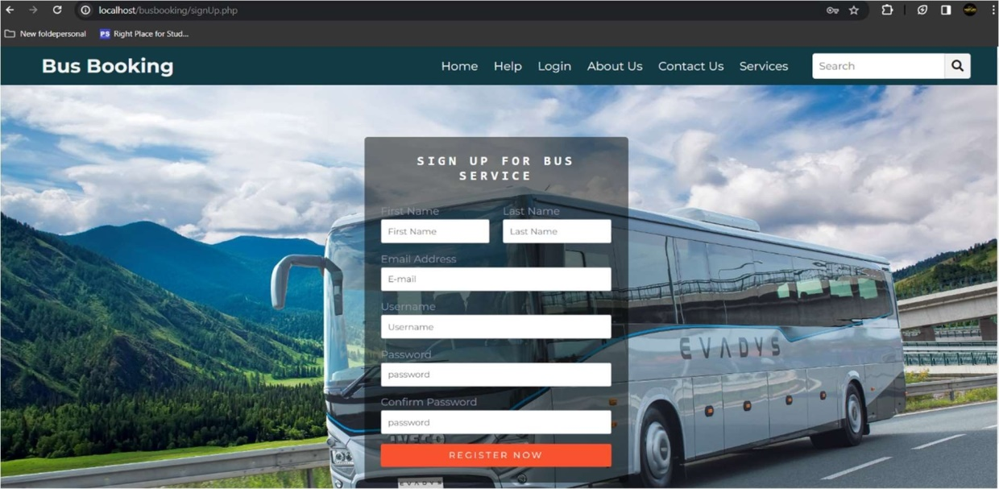 localhost/busbooking/signUp.php
New foldepersonal PS Right Place for Stud...
Bus Booking Home Help Login About Us Contact Us Services Search
SIGN UP FOR BUS
SERVICE
First Name Last Name
First Name Last Name
Email Address
E-mail
Username
Username
EVADYS
Password
password
Confirm Password
password
IVECO
REGISTER NOW
EVADYS